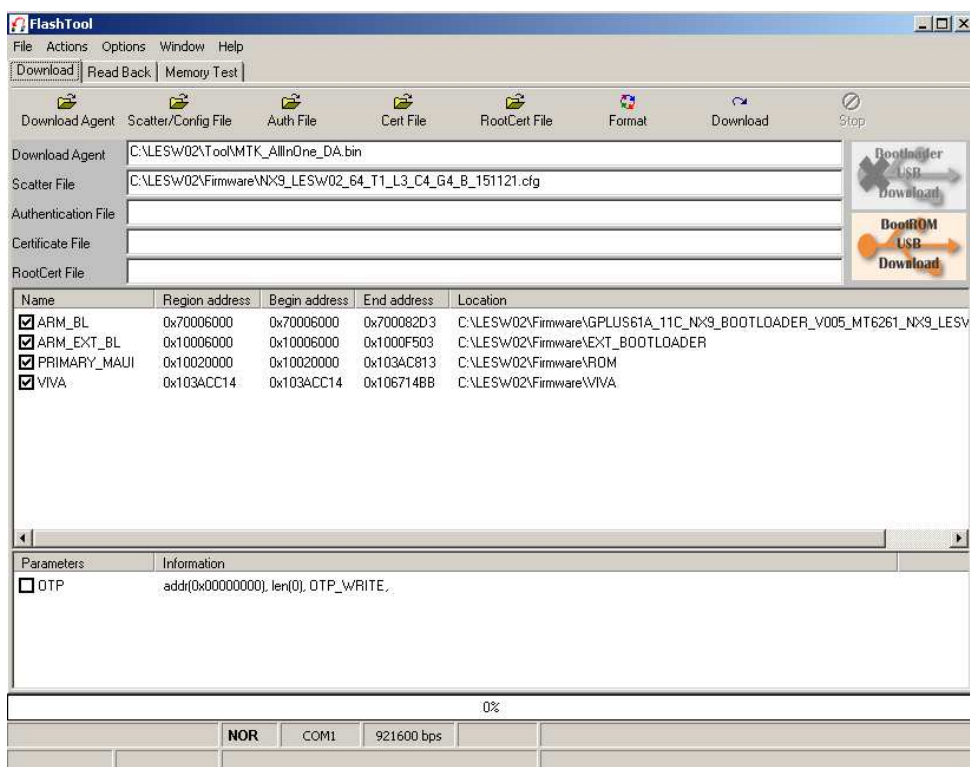 FlashTool
File Actions Options Window Help
Download Read Back Memory Test
Download Agent Scatter/Config File Auth File Cert File RootCert File Format Download Stop
Download Agent C:\LESW02\Tool\MTK_AllInOne_DA.bin
Scatter File C:\LESW02\Firmware\NX9_LESW02_64_T1_L3_C4_G4_B_151121.cfg
Authentication File
Certificate File
RootCert File
Bootloader
USB
Download
BootROM
USB
Download
Name Region address Begin address End address Location
ARM_BL 0x70006000 0x70006000 0x700082D3 C:\LESW02\Firmware\GPLUS61A_11C_NX9_BOOTLOADER_V005_MT6261_NX9_LESV
ARM_EXT_BL 0x10006000 0x10006000 0x1000F503 C:\LESW02\Firmware\EXT_BOOTLOADER
PRIMARY_MAUI 0x10020000 0x10020000 0x103AC813 C:\LESW02\Firmware\ROM
VIVA 0x103ACC14 0x103ACC14 0x106714BB C:\LESW02\Firmware\VIVA
Parameters Information
OTP addr(0x00000000), len(0), OTP_WRITE,
0%
NOR COM1 921600 bps